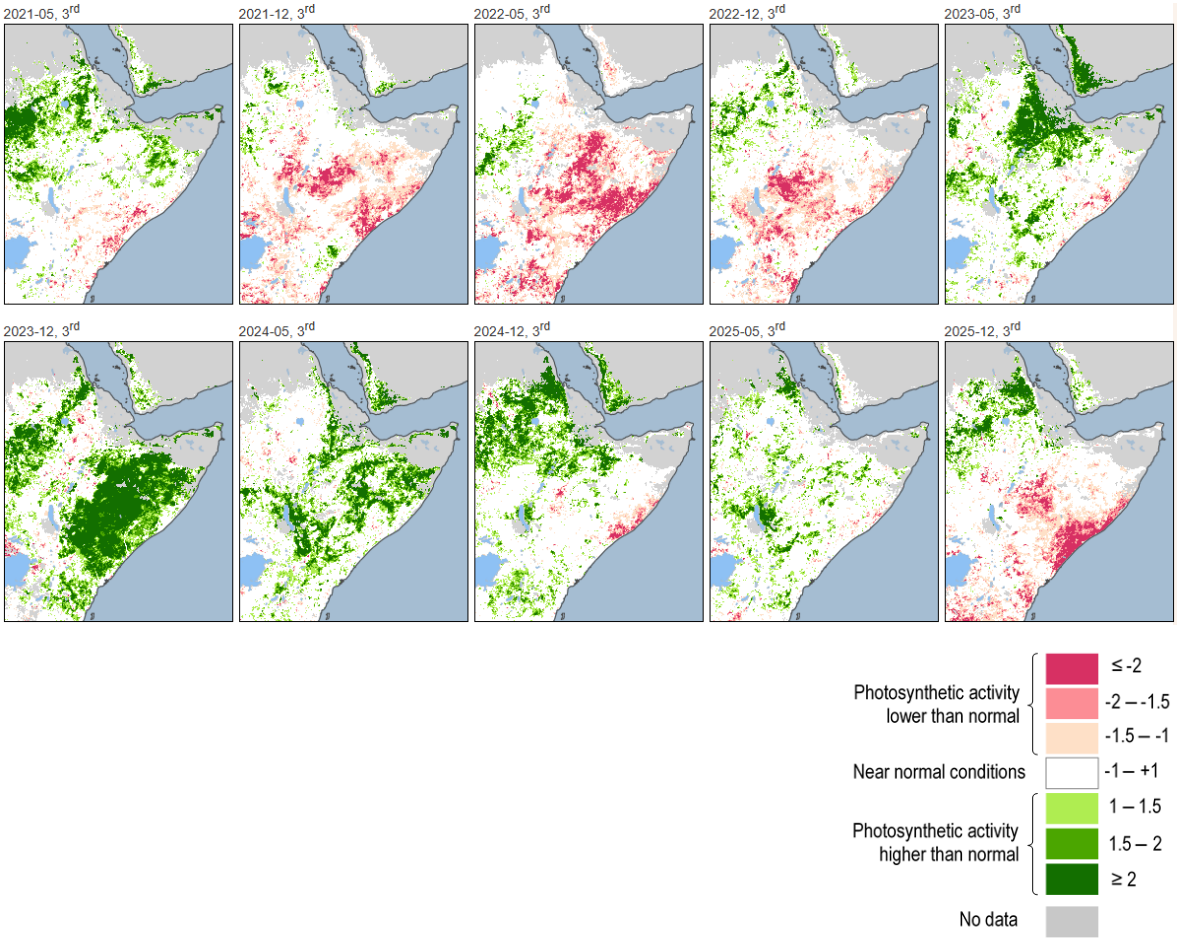 2021-05, 3rd
2021-12, 3rd
2022-05, 3rd
2022-12, 3rd
2023-05, 3rd
2023-12, 3rd
2024-05, 3rd
2024-12, 3rd
2025-05, 3rd
2025-12, 3rd
Photosynthetic activity
lower than normal
≤ -2
-2 – -1.5
-1.5 – -1
Near normal conditions
-1 – +1
Photosynthetic activity
higher than normal
1 – 1.5
1.5 – 2
≥ 2
No data